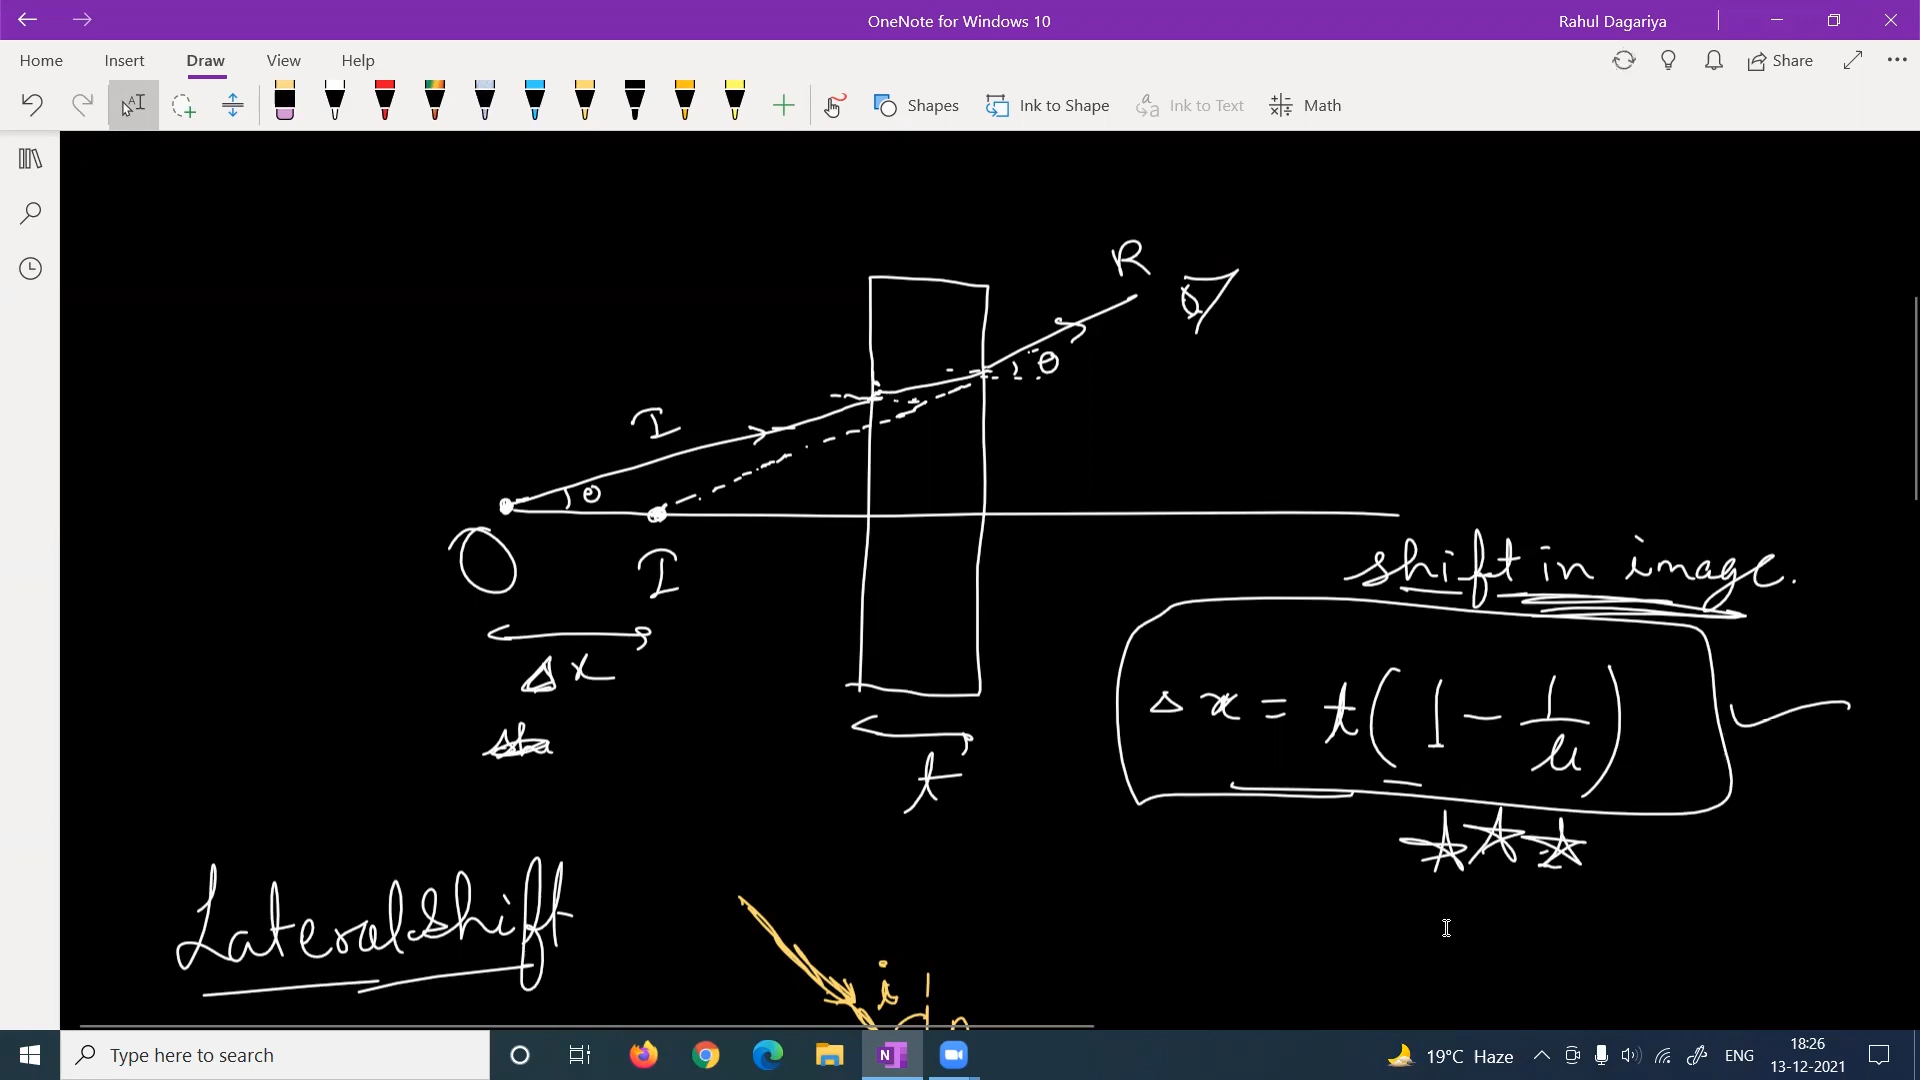 OneNote for Windows 10
Rahul Dagariya
Home Insert Draw View Help
Share
Shapes Ink to Shape Ink to Text Math
R
θ
I
θ
O
I
Δx
t
shift in image.
Δx = t(1 - 1/μ)
Lateral shift
i
Type here to search
19°C Haze
ENG
18:26
13-12-2021